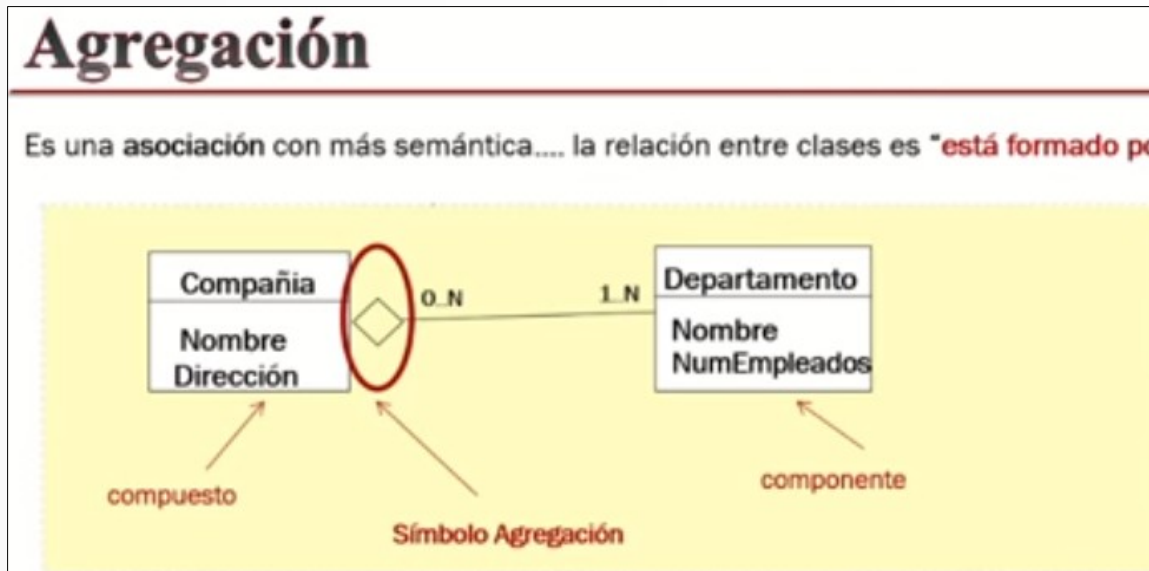 Agregación
Es una asociación con más semántica.... la relación entre clases es "está formado
Compañia
0..N
1..N
Departamento
Nombre
Dirección
Nombre
NumEmpleados
compuesto
Símbolo Agregación
componente